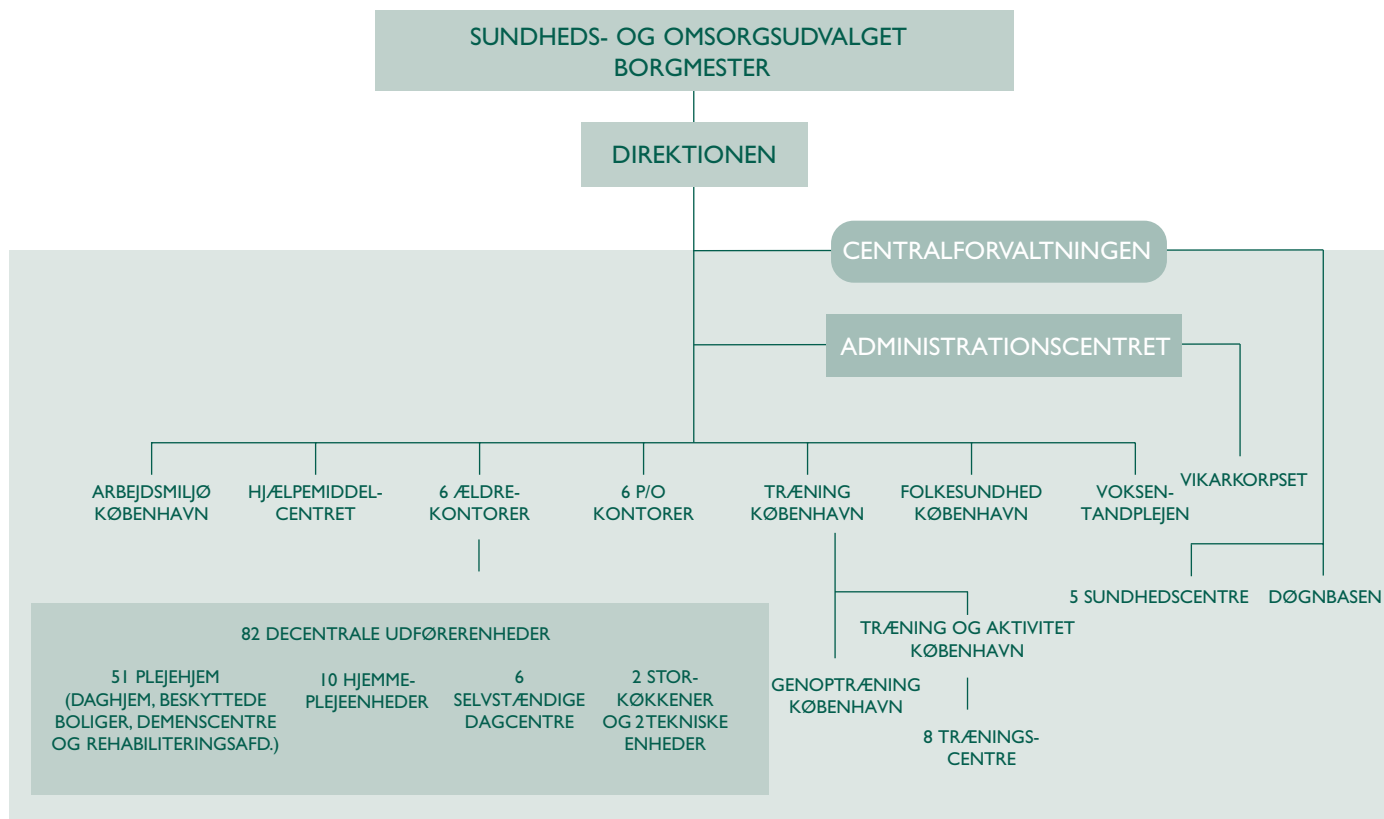 SUNDHEDS- OG OMSORGSUDVALGET
BORGMESTER
DIREKTIONEN
CENTRALFORVALTNINGEN
ADMINISTRATIONSCENTRET
ARBEJDSMILJØ
KØBENHAVN
HJÆLPEMIDDEL-
CENTRET
6 ÆLDRE-
KONTORER
6 P/O
KONTORER
TRÆNING
KØBENHAVN
FOLKESUNDHED
KØBENHAVN
VOKSEN-
TANDPLEJEN
VIKARKORPSET
5 SUNDHEDSCENTRE
DØGNBASEN
82 DECENTRALE UDFØRERENHEDER
51 PLEJEHJEM
(DAGHJEM, BESKYTTEDE
BOLIGER, DEMENSCENTRE
OG REHABILITERINGSAFD.)
10 HJEMME-
PLEJEENHEDER
6
SELVSTÆNDIGE
DAGCENTRE
2 STOR-
KØKKENER
OG 2TEKNISKE
ENHEDER
TRÆNING OG AKTIVITET
KØBENHAVN
GENOPTRÆNING
KØBENHAVN
8 TRÆNINGS-
CENTRE